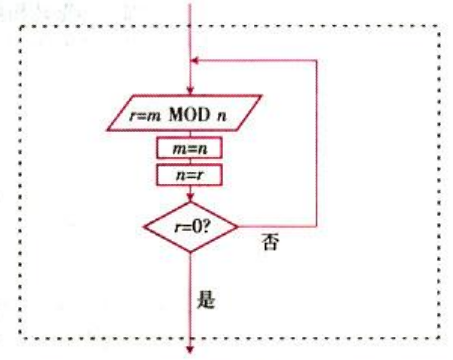 r=m MOD n
m=n
n=r
r=0?
否
是